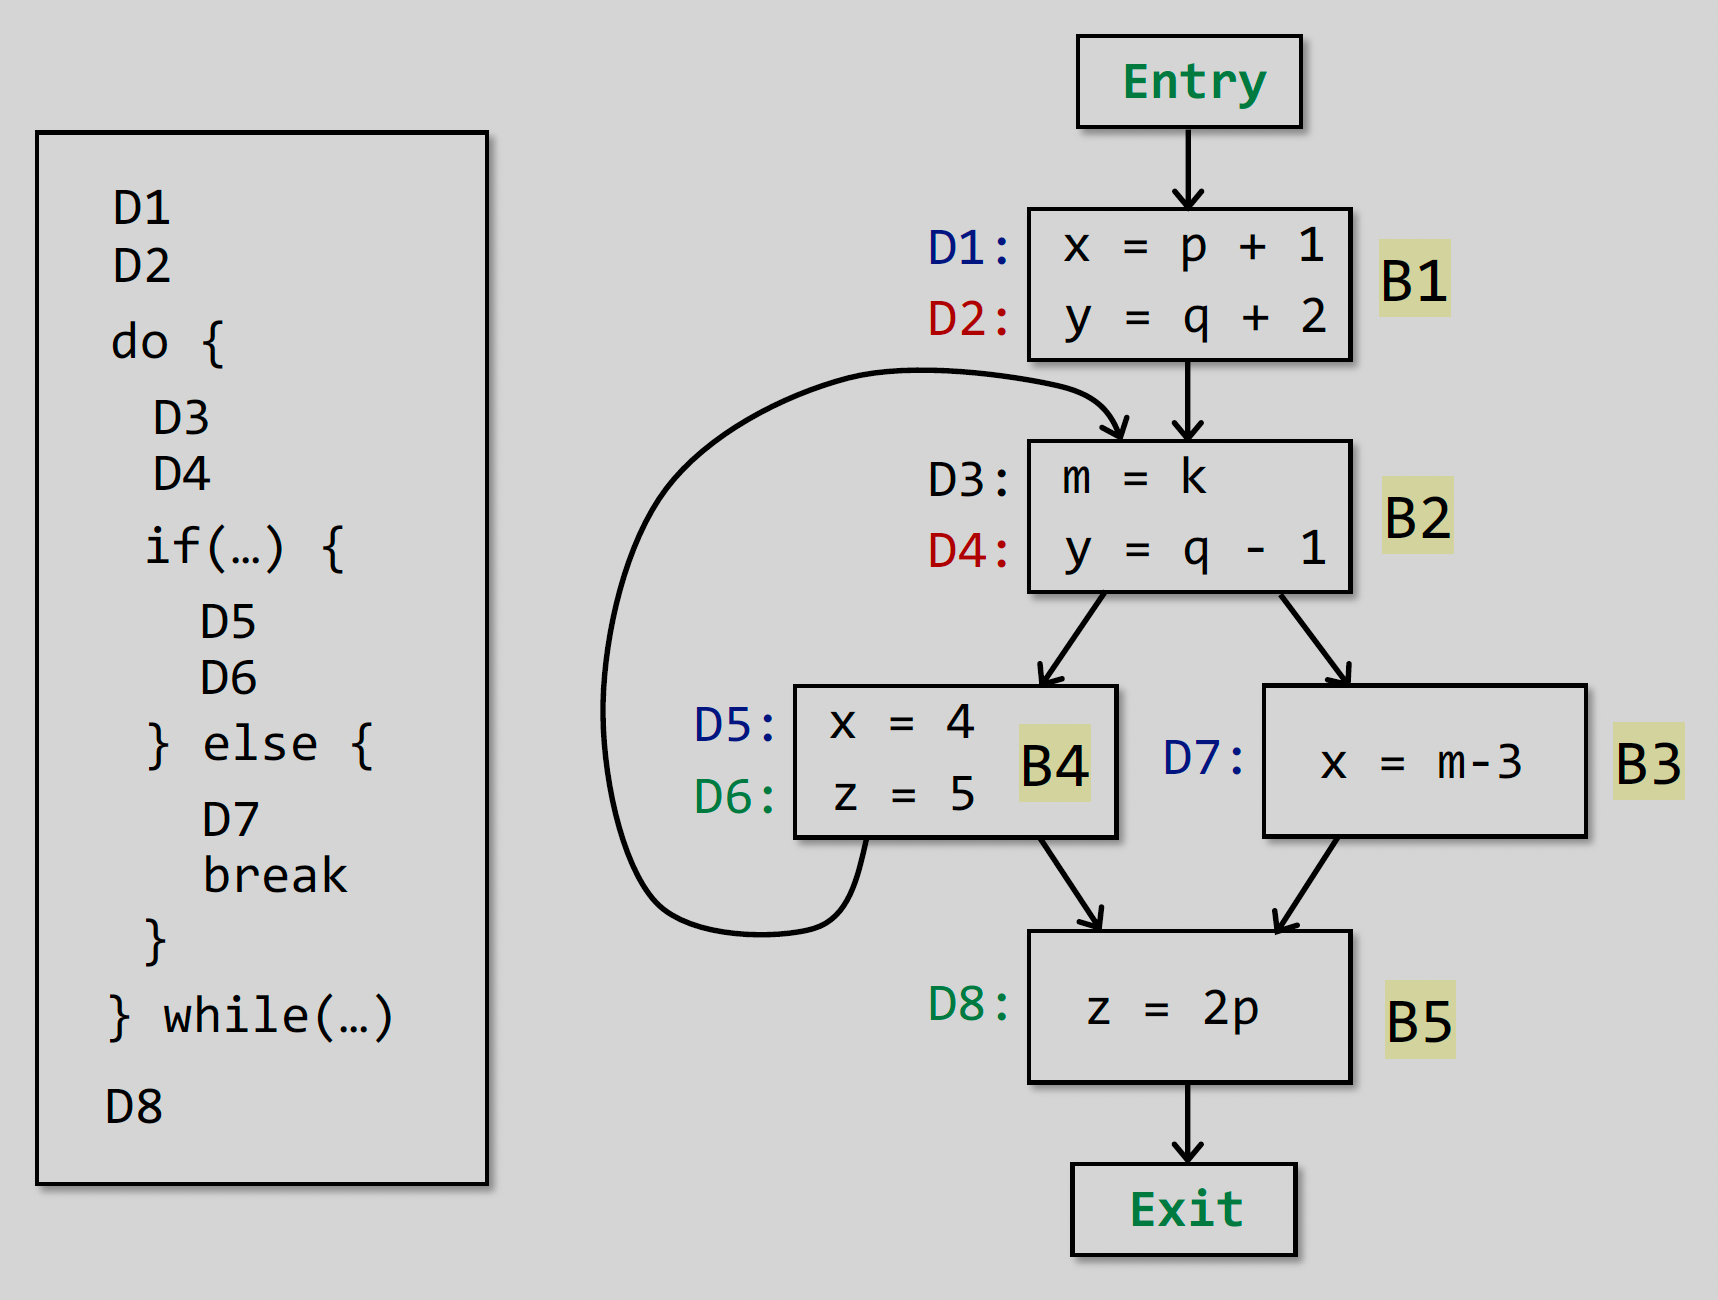 D1
D2
do {
D3
D4
if(…) {
D5
D6
} else {
D7
break
}
} while(…)
D8
Entry
D1: x = p + 1
D2: y = q + 2
B1
D3: m = k
D4: y = q - 1
B2
D5: x = 4
D6: z = 5
B4
D7: x = m-3
B3
D8: z = 2p
B5
Exit